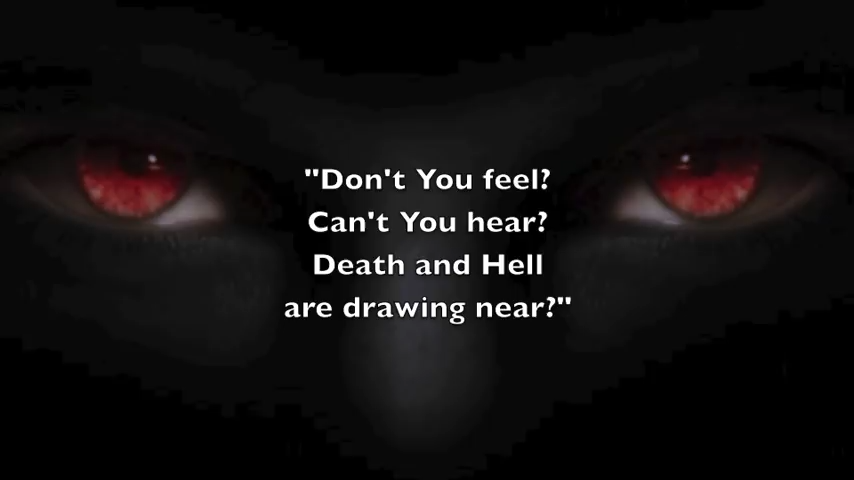 "Don't You feel?
Can't You hear?
Death and Hell
are drawing near?"